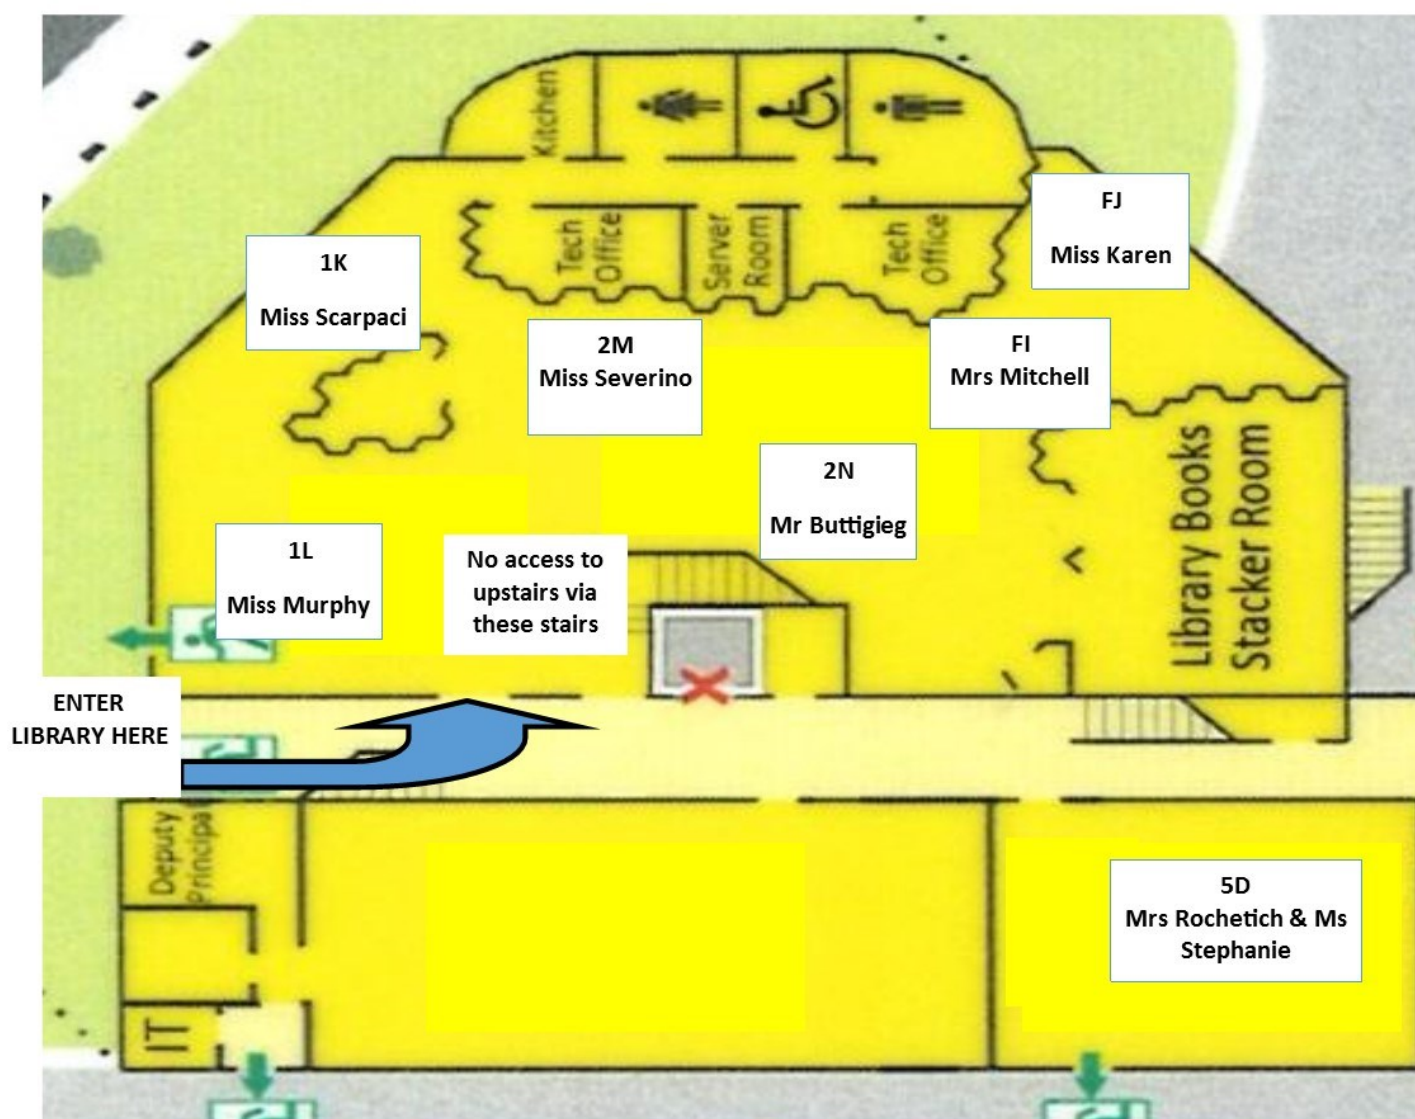 Kitchen
FJ
Miss Karen
Tech
Office
Server
Room
Tech
Office
1K
Miss Scarpaci
2M
Miss Severino
FI
Mrs Mitchell
Library Books
Stacker Room
2N
Mr Buttigieg
1L
Miss Murphy
No access to
upstairs via
these stairs
ENTER
LIBRARY HERE
Deputy
Principa
5D
Mrs Rochetich & Ms
Stephanie
IT